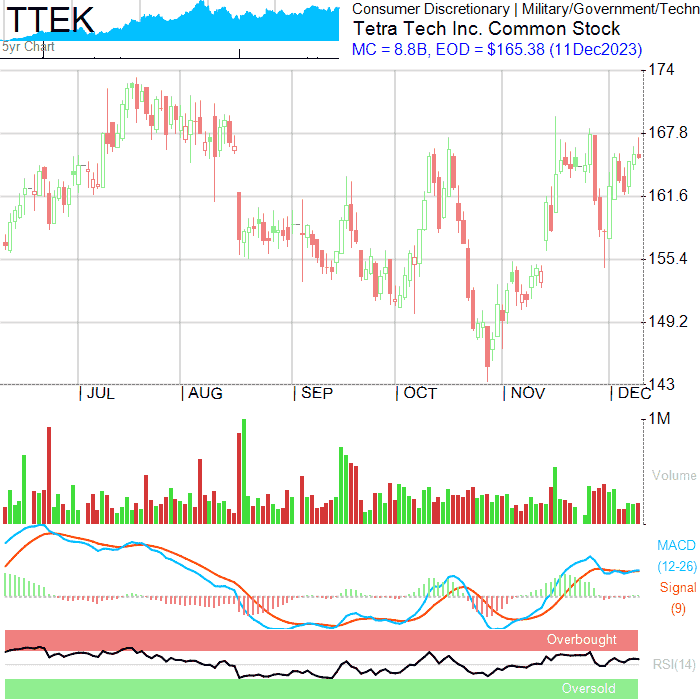 TTEK
5yr Chart
Consumer Discretionary | Military/Government/Techn
Tetra Tech Inc. Common Stock
MC = 8.8B, EOD = $165.38 (11Dec2023)
174
167.8
161.6
155.4
149.2
143
| JUL | AUG | SEP | OCT | NOV | DEC
1M
Volume
MACD
(12-26)
Signal
(9)
Overbought
RSI(14)
Oversold